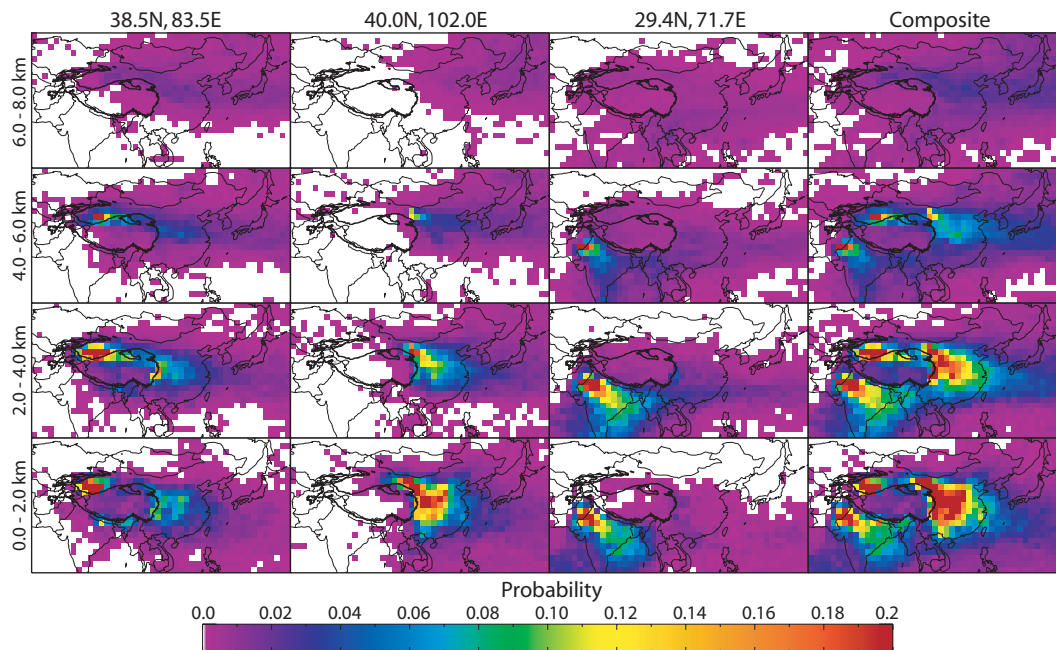 38.5N, 83.5E 40.0N, 102.0E 29.4N, 71.7E Composite
6.0 - 8.0 km
4.0 - 6.0 km
2.0 - 4.0 km
0.0 - 2.0 km
Probability
0.0 0.02 0.04 0.06 0.08 0.10 0.12 0.14 0.16 0.18 0.2